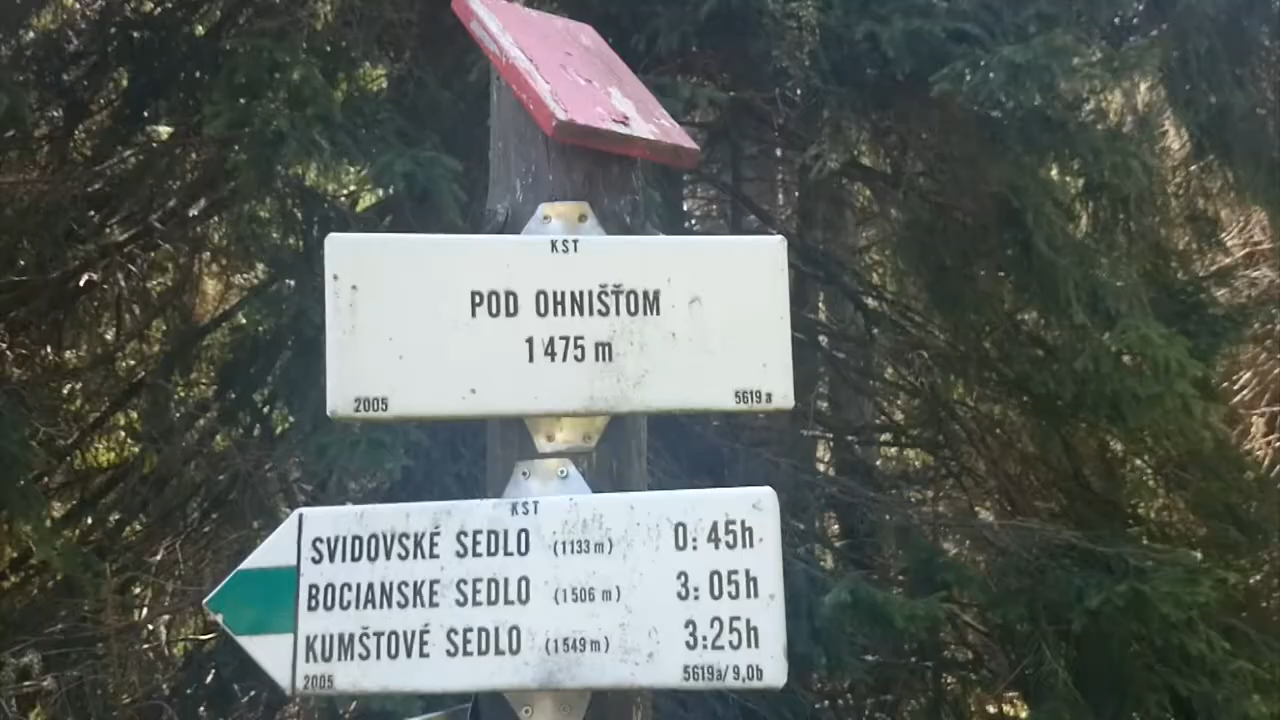 KST
POD OHNIŠŤOM
1475 m
2005 5619a
KST
SVIDOVSKÉ SEDLO (1133 m) 0:45h
BOCIANSKE SEDLO (1506 m) 3:05h
KUMŠTOVÉ SEDLO (1549 m) 3:25h
2005 5619a/9,0b